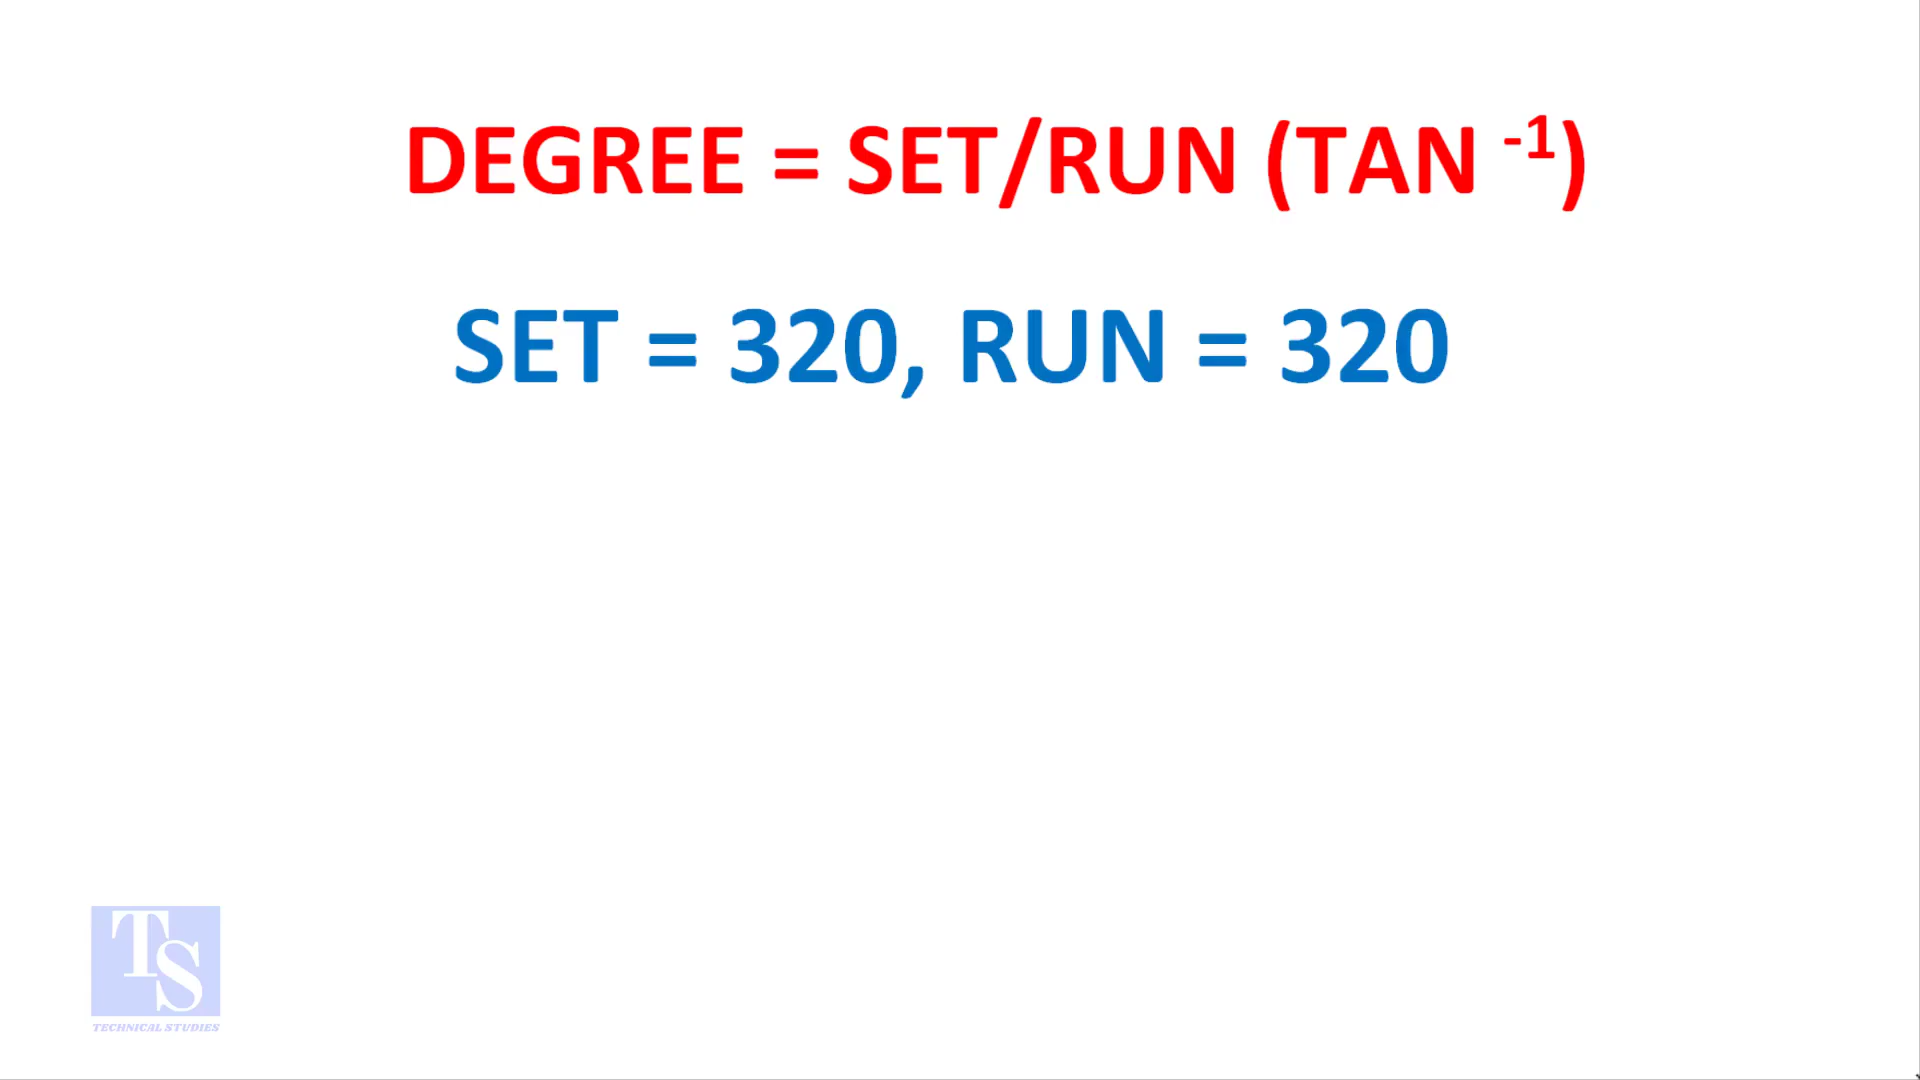 DEGREE = SET/RUN (TAN ⁻¹)
SET = 320, RUN = 320
TS
TECHNICAL STUDIES